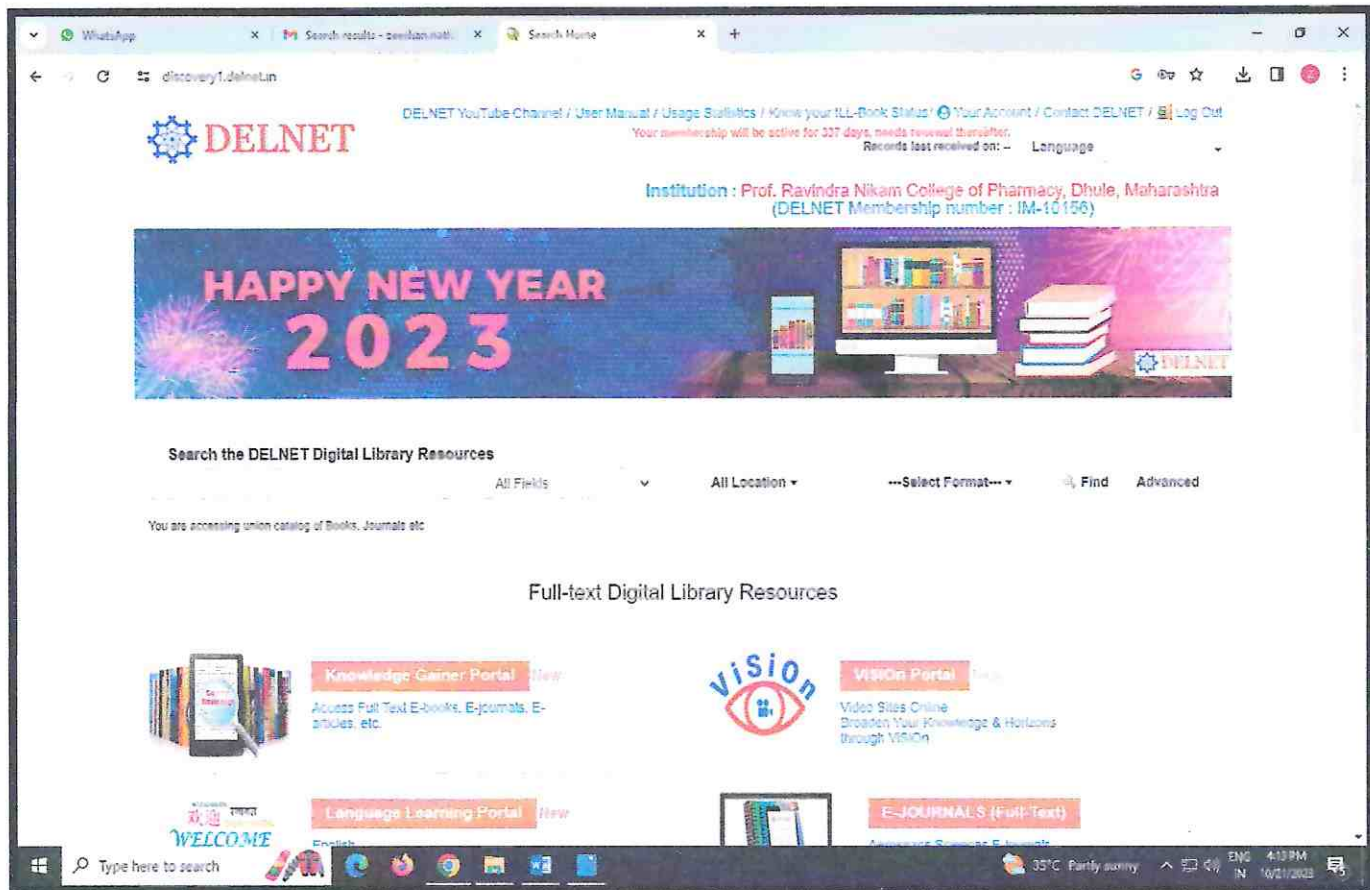 WhatsApp
Search results -
Search Home
discovery1.delnet.in
DELNET YouTube Channel / User Manual / Usage Statistics / Know your ILL-Book Status/ Your Account / Contact DELNET / Log Out
DELNET
Your membership will be active for 337 days, needs renewal thereafter.
Records last received on: -- Language
Institution : Prof. Ravindra Nikam College of Pharmacy, Dhule, Maharashtra
(DELNET Membership number : IM-10156)
HAPPY NEW YEAR
2023
DELNET
Search the DELNET Digital Library Resources
All Fields All Location ---Select Format--- Find Advanced
You are accessing union catalog of Books, Journals etc
Full-text Digital Library Resources
Knowledge Gainer Portal New
Access Full Text E-books, E-journals, E-
articles, etc.
ViSiOn
VISIOn Portal
Video Sites Online
Broaden Your Knowledge & Horizons
through VISIOn
欢迎
WELCOME
Language Learning Portal New
English
E-JOURNALS (Full-Text)
Type here to search
35°C Partly sunny
ENG 4:13 PM
IN 10/21/2023
5